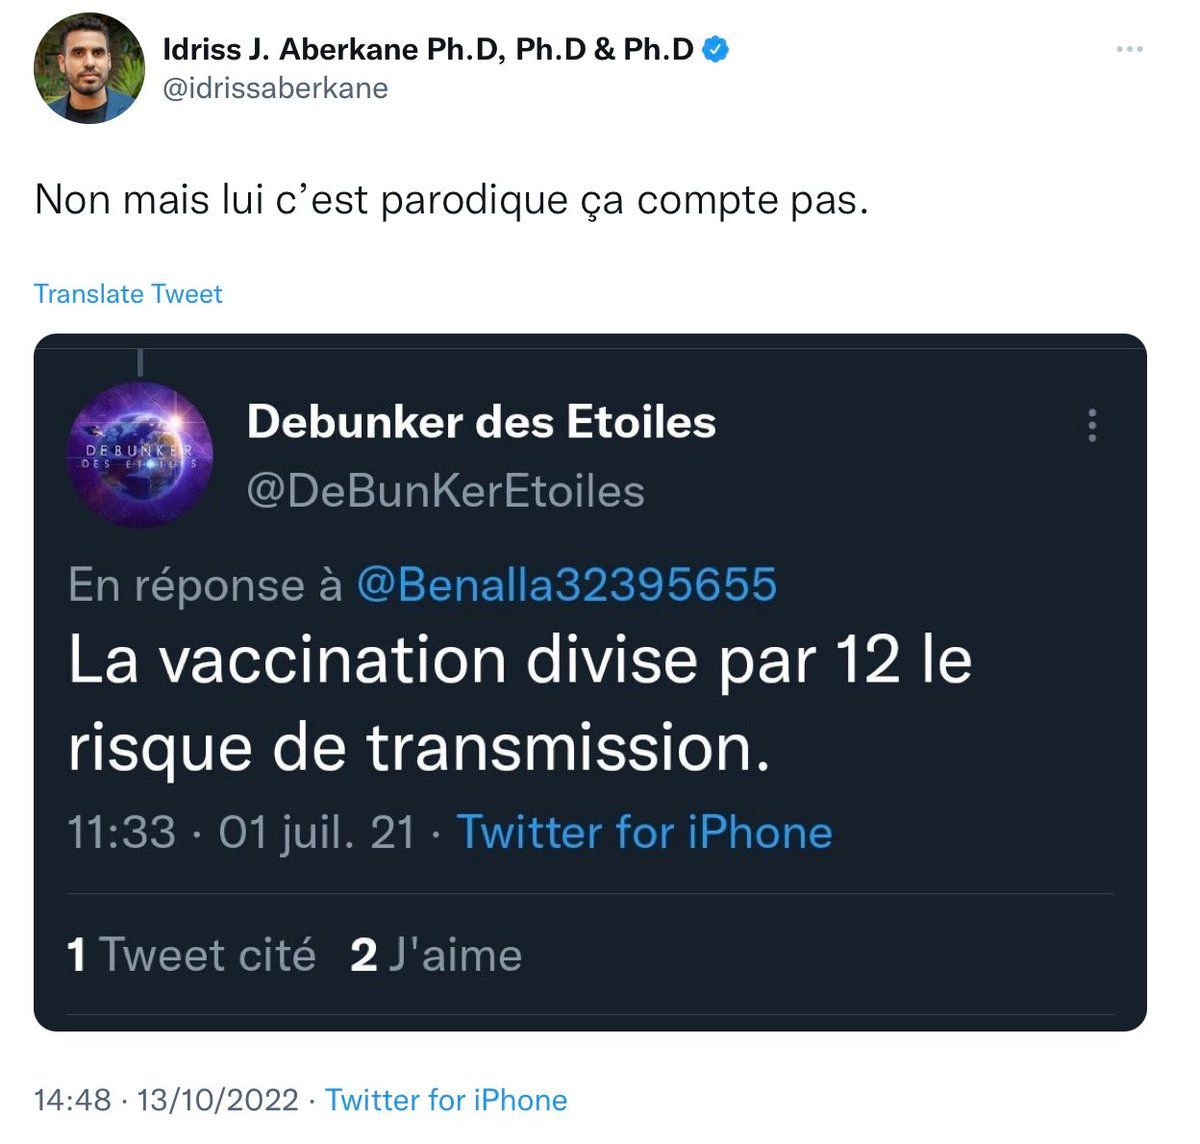 Idriss J. Aberkane Ph.D, Ph.D & Ph.D
@idrissaberkane
Non mais lui c’est parodique ça compte pas.
Translate Tweet
DEBUNKER
DES ETOILES
Debunker des Etoiles
@DeBunKerEtoiles
En réponse à @Benalla32395655
La vaccination divise par 12 le
risque de transmission.
11:33 · 01 juil. 21 · Twitter for iPhone
1 Tweet cité 2 J'aime
14:48 · 13/10/2022 · Twitter for iPhone